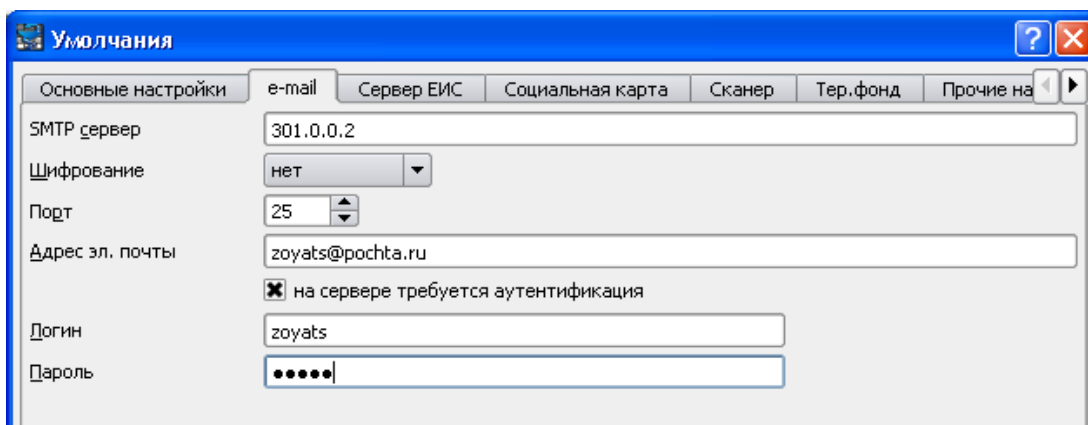 Умолчания
Основные настройки e-mail Сервер ЕИС Социальная карта Сканер Тер.фонд Прочие на
SMTP сервер 301.0.0.2
Шифрование нет
Порт 25
Адрес эл. почты zoyats@pochta.ru
на сервере требуется аутентификация
Логин zoyats
Пароль •••••